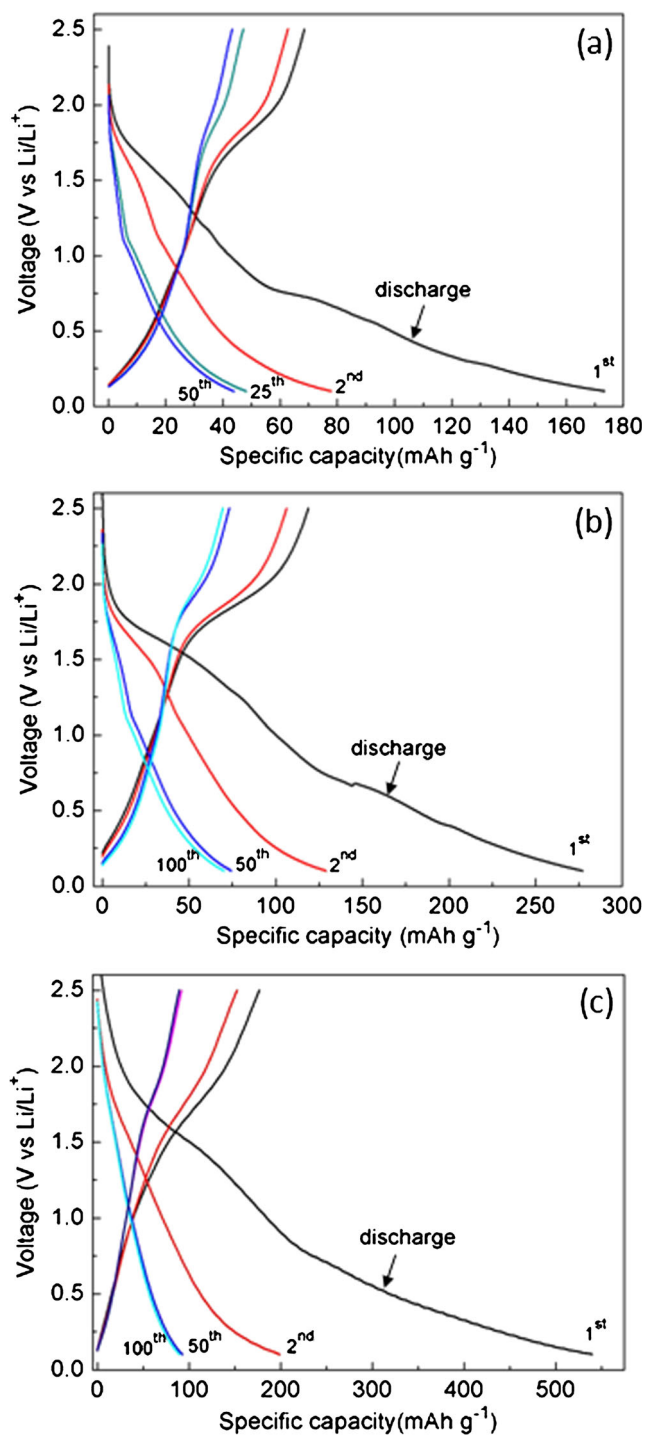 (a)
Voltage (V vs Li/Li⁺)
2.5
2.0
1.5
1.0
0.5
0.0
discharge
50ᵗʰ 25ᵗʰ 2ⁿᵈ 1ˢᵗ
0 20 40 60 80 100 120 140 160 180
Specific capacity(mAh g⁻¹)
(b)
Voltage (V vs Li/Li⁺)
2.5
2.0
1.5
1.0
0.5
0.0
discharge
100ᵗʰ 50ᵗʰ 2ⁿᵈ 1ˢᵗ
0 50 100 150 200 250 300
Specific capacity (mAh g⁻¹)
(c)
Voltage (V vs Li/Li⁺)
2.5
2.0
1.5
1.0
0.5
0.0
discharge
100ᵗʰ 50ᵗʰ 2ⁿᵈ 1ˢᵗ
0 100 200 300 400 500
Specific capacity(mAh g⁻¹)